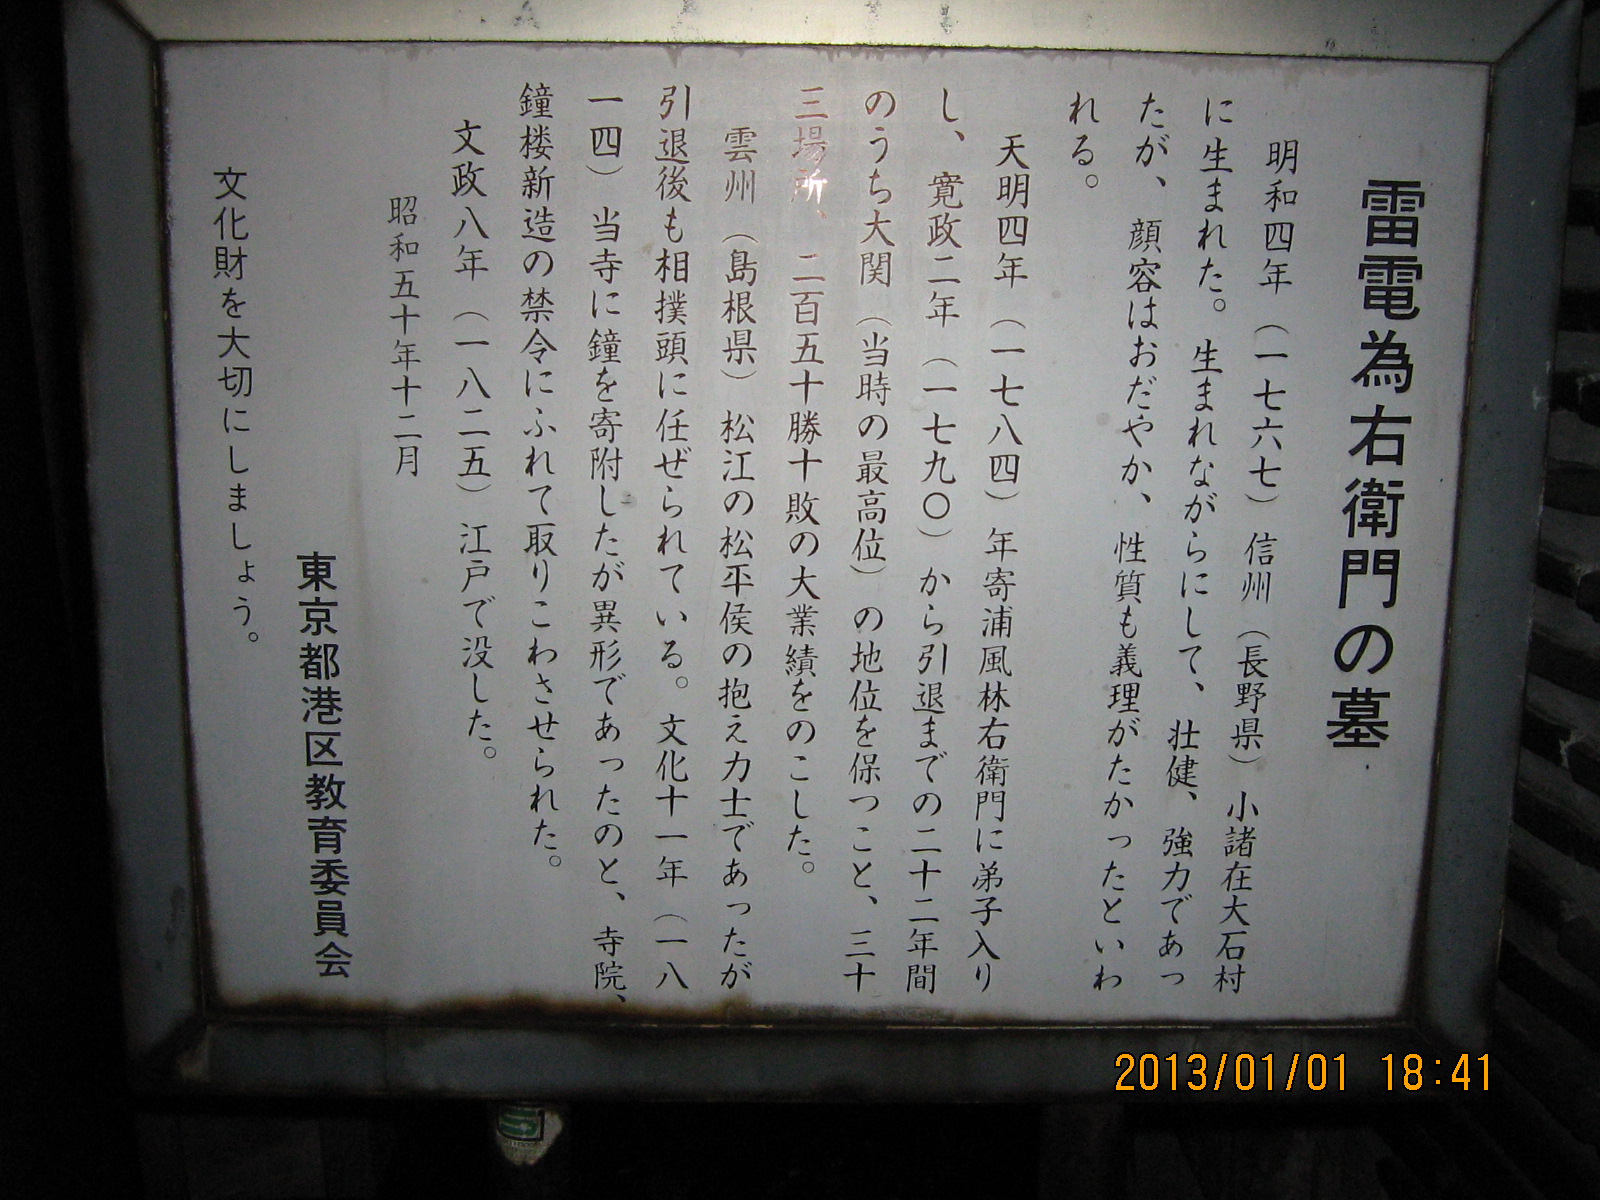 雷電為右衛門の墓
明和四年（一七六七）信州（長野県）小諸在大石村
に生まれた。生まれながらにして、壮健、強力であっ
たが、顔容はおだやか、性質も義理がたかったといわ
れる。
天明四年（一七八四）年寄浦風林右衛門に弟子入り
し、寛政二年（一七九〇）から引退までの二十二年間
のうち大関（当時の最高位）の地位を保つこと、三十
三場所、二百五十勝十敗の大業績をのこした。
雲州（島根県）松江の松平侯の抱え力士であったが
引退後も相撲頭に任ぜられている。文化十一年（一八
一四）当寺に鐘を寄附したが異形であったのと、寺院、
鐘楼新造の禁令にふれて取りこわさせられた。
文政八年（一八二五）江戸で没した。
昭和五十年十二月
東京都港区教育委員会
文化財を大切にしましょう。
2013/01/01 18:41